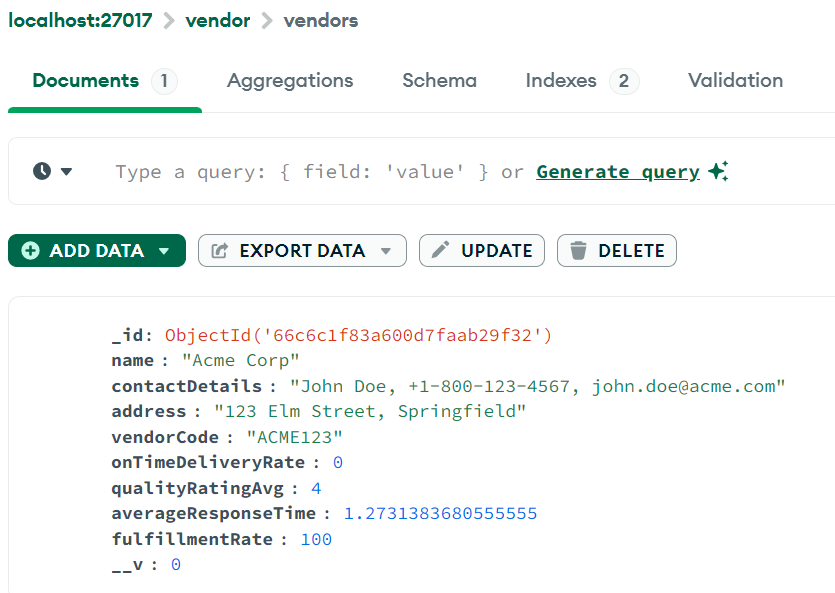 localhost:27017 > vendor > vendors
Documents 1 Aggregations Schema Indexes 2 Validation
Type a query: { field: 'value' } or Generate query
ADD DATA EXPORT DATA UPDATE DELETE
_id: ObjectId('66c6c1f83a600d7faab29f32')
name : "Acme Corp"
contactDetails : "John Doe, +1-800-123-4567, john.doe@acme.com"
address : "123 Elm Street, Springfield"
vendorCode : "ACME123"
onTimeDeliveryRate : 0
qualityRatingAvg : 4
averageResponseTime : 1.2731383680555555
fulfillmentRate : 100
__v : 0